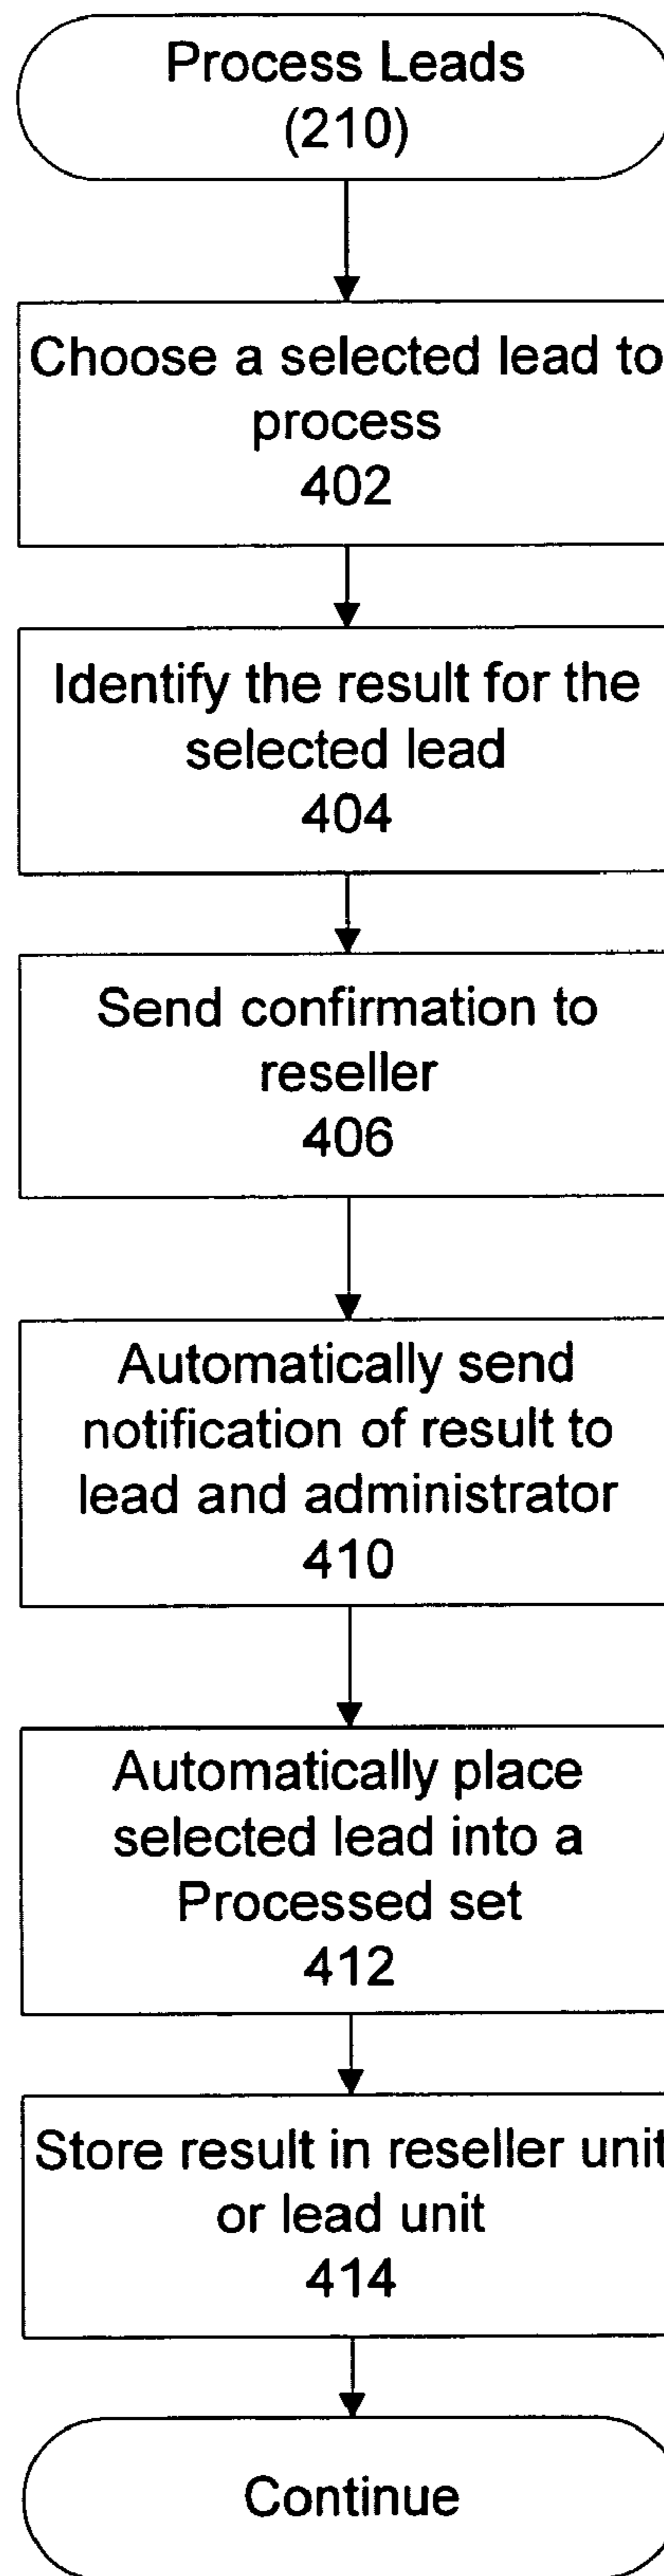 Process Leads
(210)
Choose a selected lead to
process
402
Identify the result for the
selected lead
404
Send confirmation to
reseller
406
Automatically send
notification of result to
lead and administrator
410
Automatically place
selected lead into a
Processed set
412
Store result in reseller unit
or lead unit
414
Continue